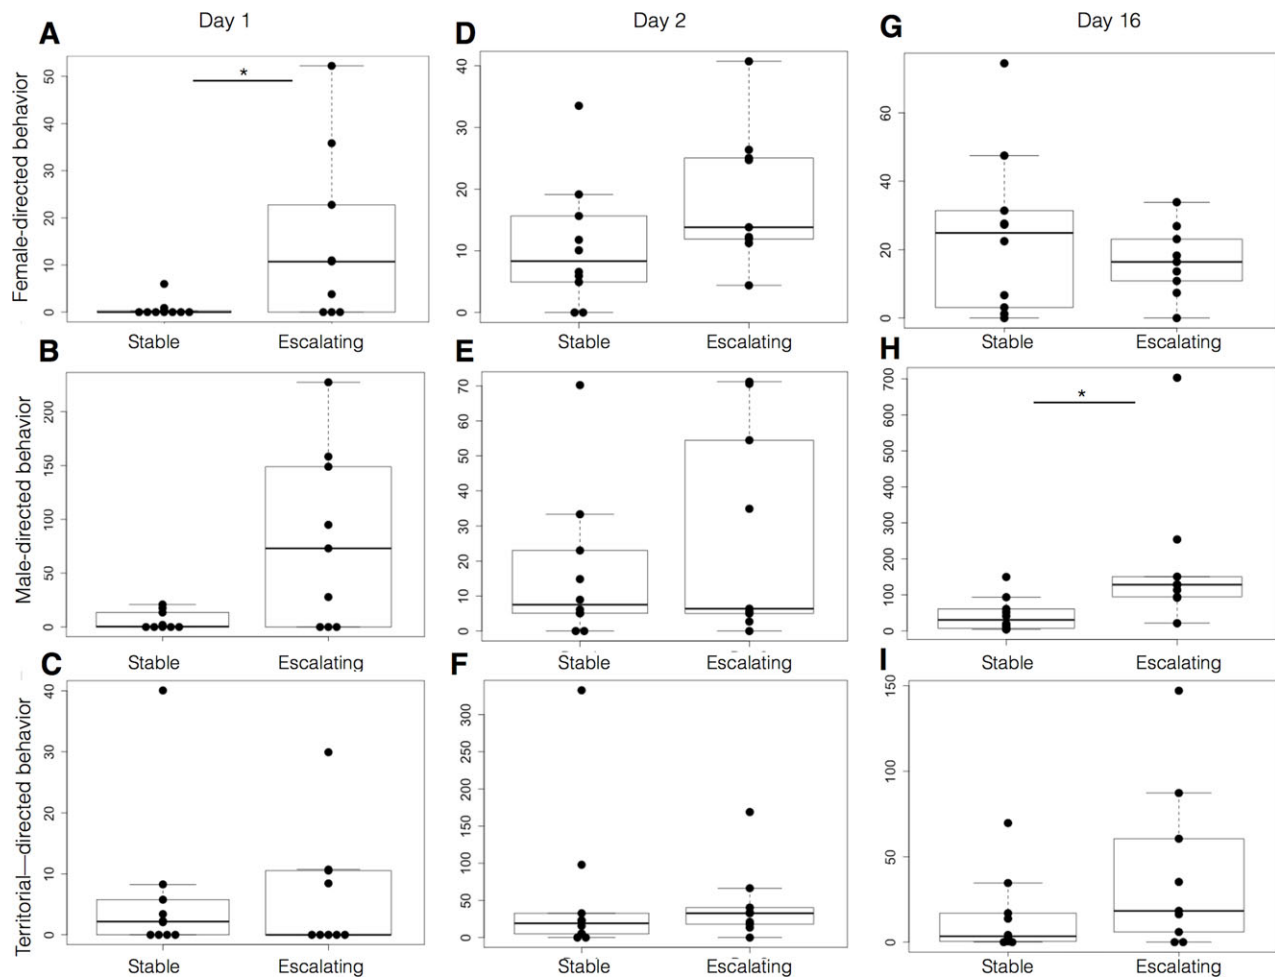 Day 1
Day 2
Day 16
A
D
G
Female-directed behavior
50
40
30
20
10
0
*
Stable
Escalating
40
30
20
10
0
Stable
Escalating
60
40
20
0
Stable
Escalating
B
E
H
Male-directed behavior
200
150
100
50
0
Stable
Escalating
70
60
50
40
30
20
10
0
Stable
Escalating
700
600
500
400
300
200
100
0
*
Stable
Escalating
C
F
I
Territorial—directed behavior
40
30
20
10
0
Stable
Escalating
300
250
200
150
100
50
0
Stable
Escalating
150
100
50
0
Stable
Escalating